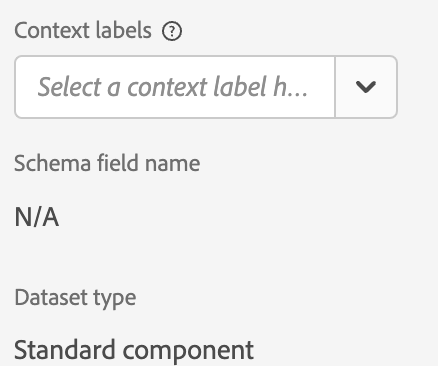 Context labels ?
Select a context label h...
Schema field name
N/A
Dataset type
Standard component